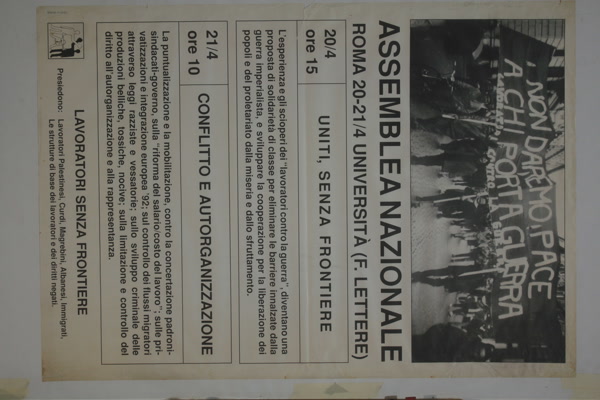 NON DAREMO PACE
A CHI PORTA GUERRA
LAVORATORI CONTRO LA GUERRA
ASSEMBLEA NAZIONALE
ROMA 20-21/4 UNIVERSITÀ (F. LETTERE)
20/4
ore 15
UNITI, SENZA FRONTIERE
L'esperienza e gli scioperi dei "lavoratori contro la guerra", diventano una
proposta di solidarietà di classe per eliminare le barriere innalzate dalla
guerra imperialista, e sviluppare la cooperazione per la liberazione dei
popoli e del proletariato dalla miseria e dallo sfruttamento.
21/4
ore 10
CONFLITTO E AUTORGANIZZAZIONE
La puntualizzazione e la mobilitazione, contro la concertazione padroni-
sindacati-governo, sulla "riforma del salario/costo del lavoro"; sulle pri-
vatizzazioni e integrazione europea '92; sul controllo dei flussi migratori
attraverso leggi razziste e vessatorie; sullo sviluppo criminale delle
produzioni belliche, tossiche, nocive; sulla limitazione e controllo del
diritto all'autorganizzazione e alla rappresentanza.
LAVORATORI SENZA FRONTIERE
Presiedono: Lavoratori Palestinesi, Curdi, Magrebini, Albanesi, Immigrati,
Le strutture di base dei lavoratori e dei diritti negati.